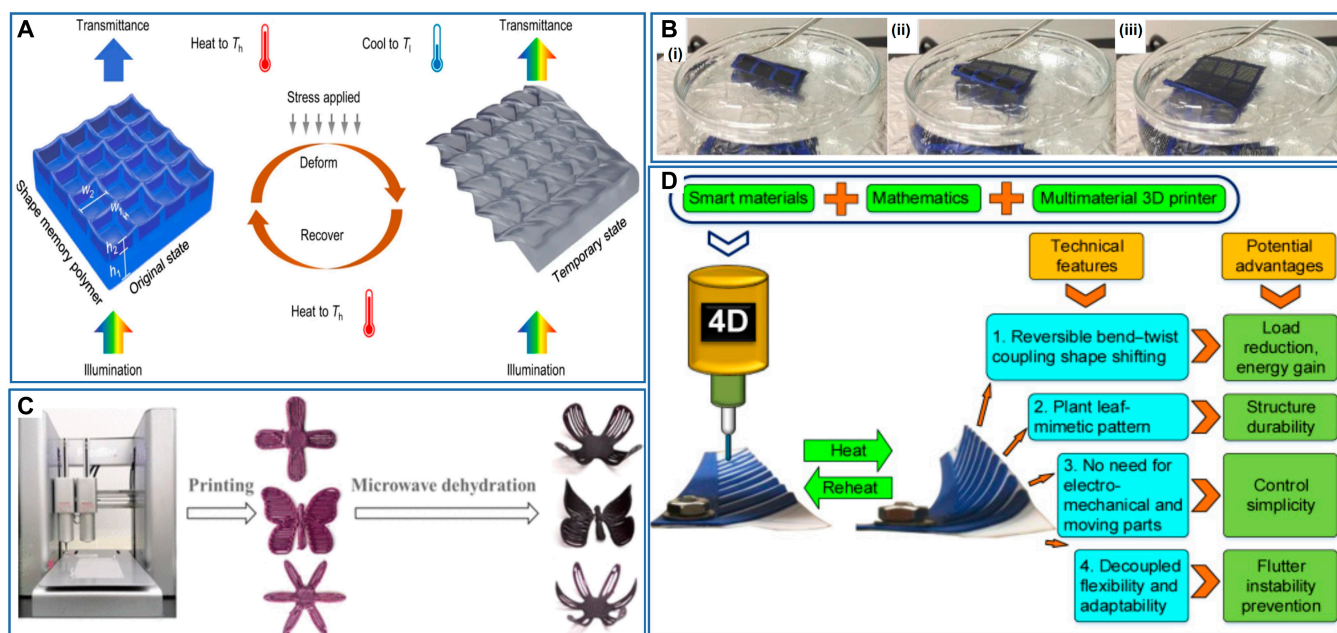 A
Transmittance
Heat to Th
Cool to Tl
Transmittance
Stress applied
Deform
Recover
W2
W1
h2
h1
Shape memory polymer
Original state
Temporary state
Heat to Th
Illumination
Illumination
B
(i)
(ii)
(iii)
C
Printing
Microwave dehydration
D
Smart materials
Mathematics
Multimaterial 3D printer
Technical
features
Potential
advantages
4D
Heat
Reheat
1. Reversible bend–twist
coupling shape shifting
Load
reduction,
energy gain
2. Plant leaf-
mimetic pattern
Structure
durability
3. No need for
electro-
mechanical and
moving parts
Control
simplicity
4. Decoupled
flexibility and
adaptability
Flutter
instability
prevention